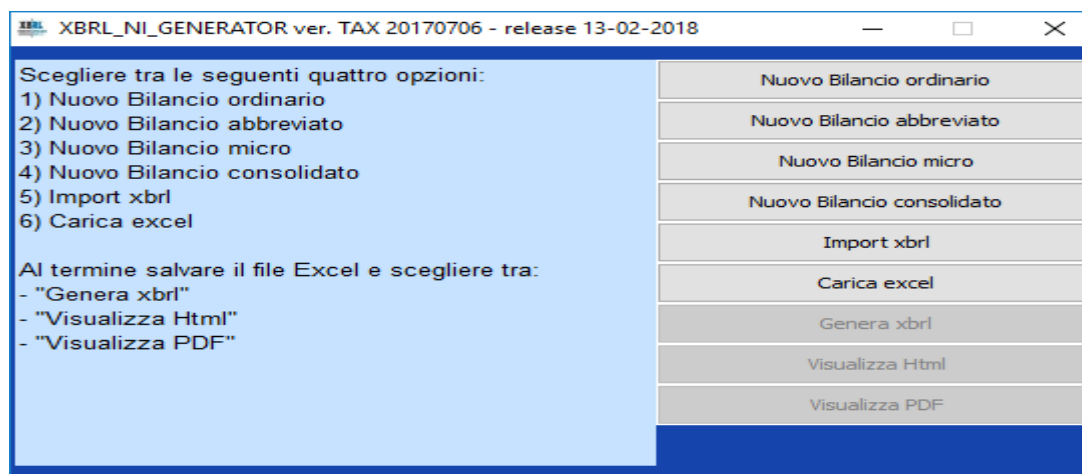 XBRL_NI_GENERATOR ver. TAX 20170706 - release 13-02-2018
Scegliere tra le seguenti quattro opzioni:
1) Nuovo Bilancio ordinario
2) Nuovo Bilancio abbreviato
3) Nuovo Bilancio micro
4) Nuovo Bilancio consolidato
5) Import xbrl
6) Carica excel
Al termine salvare il file Excel e scegliere tra:
- "Genera xbrl"
- "Visualizza Html"
- "Visualizza PDF"
Nuovo Bilancio ordinario
Nuovo Bilancio abbreviato
Nuovo Bilancio micro
Nuovo Bilancio consolidato
Import xbrl
Carica excel
Genera xbrl
Visualizza Html
Visualizza PDF